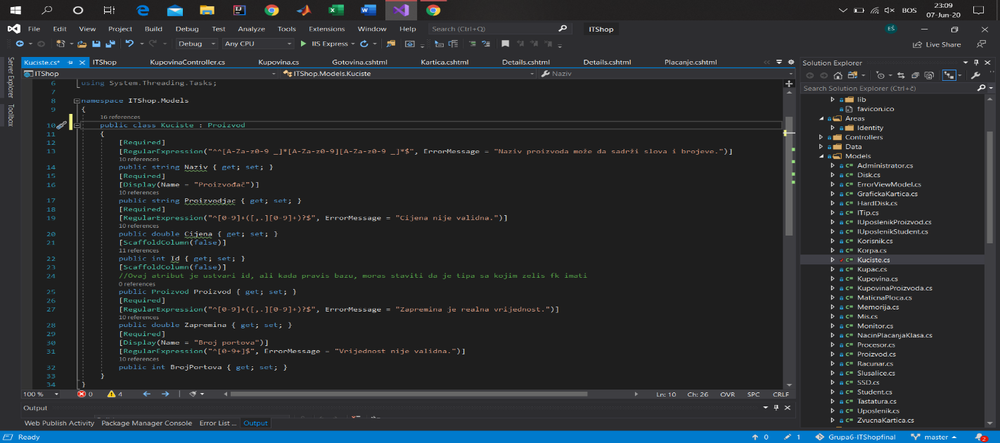 23:09
BOS
07-Jun-20
File Edit View Project Build Debug Test Analyze Tools Extensions Window Help Search (Ctrl+Q) ITShop EŠ
Debug Any CPU IIS Express Live Share
Server Explorer
Toolbox
Kuciste.cs* ITShop KupovinaController.cs Kupovina.cs Gotovina.cshtml Kartica.cshtml Details.cshtml Details.cshtml Placanje.cshtml
ITShop ITShop.Models.Kuciste Naziv
6 using System.Threading.Tasks;
7
8 namespace ITShop.Models
9 {
16 references
10 public class Kuciste : Proizvod
11 {
12 [Required]
13 [RegularExpression("^^[A-Za-z0-9 _]*[A-Za-z0-9][A-Za-z0-9 _]*$", ErrorMessage = "Naziv proizvoda može da sadrži slova i brojeve.")]
10 references
14 public string Naziv { get; set; }
15 [Required]
16 [Display(Name = "Proizvođač")]
10 references
17 public string Proizvodjac { get; set; }
18 [Required]
19 [RegularExpression("^[0-9]+([,.][0-9]+)?$", ErrorMessage = "Cijena nije validna.")]
10 references
20 public double Cijena { get; set; }
21 [ScaffoldColumn(false)]
11 references
22 public int Id { get; set; }
23 [ScaffoldColumn(false)]
24 //Ovaj atribut je ustvari id, ali kada pravis bazu, moras staviti da je tipa sa kojim zelis fk imati
0 references
25 public Proizvod Proizvod { get; set; }
26 [Required]
27 [RegularExpression("^[0-9]+([,.][0-9]+)?$", ErrorMessage = "Zapremina je realna vrijednost.")]
10 references
28 public double Zapremina { get; set; }
29 [Required]
30 [Display(Name = "Broj portova")]
31 [RegularExpression("^[0-9+]$", ErrorMessage = "Vrijednost nije validna.")]
10 references
32 public int BrojPortova { get; set; }
33 }
34 }
100 % 0 4 Ln: 10 Ch: 26 OVR SPC CRLF
Output
Web Publish Activity Package Manager Console Error List ... Output
Solution Explorer
Search Solution Explorer (Ctrl+č)
lib
favicon.ico
Areas
Identity
Controllers
Data
Models
C# Administrator.cs
C# Disk.cs
C# ErrorViewModel.cs
C# GrafickaKartica.cs
C# HardDisk.cs
C# ITip.cs
C# IUposlenikProizvod.cs
C# IUposlenikStudent.cs
C# Korisnik.cs
C# Korpa.cs
C# Kuciste.cs
C# Kupac.cs
C# Kupovina.cs
C# KupovinaProizvoda.cs
C# MaticnaPloca.cs
C# Memorija.cs
C# Mis.cs
C# Monitor.cs
C# NacinPlacanjaKlasa.cs
C# Procesor.cs
C# Proizvod.cs
C# Racunar.cs
C# Slusalice.cs
C# SSD.cs
C# Student.cs
C# Tastatura.cs
C# Uposlenik.cs
C# ZvucnaKartica.cs
Ready 0 1 Grupa6-ITShopfinal master 2